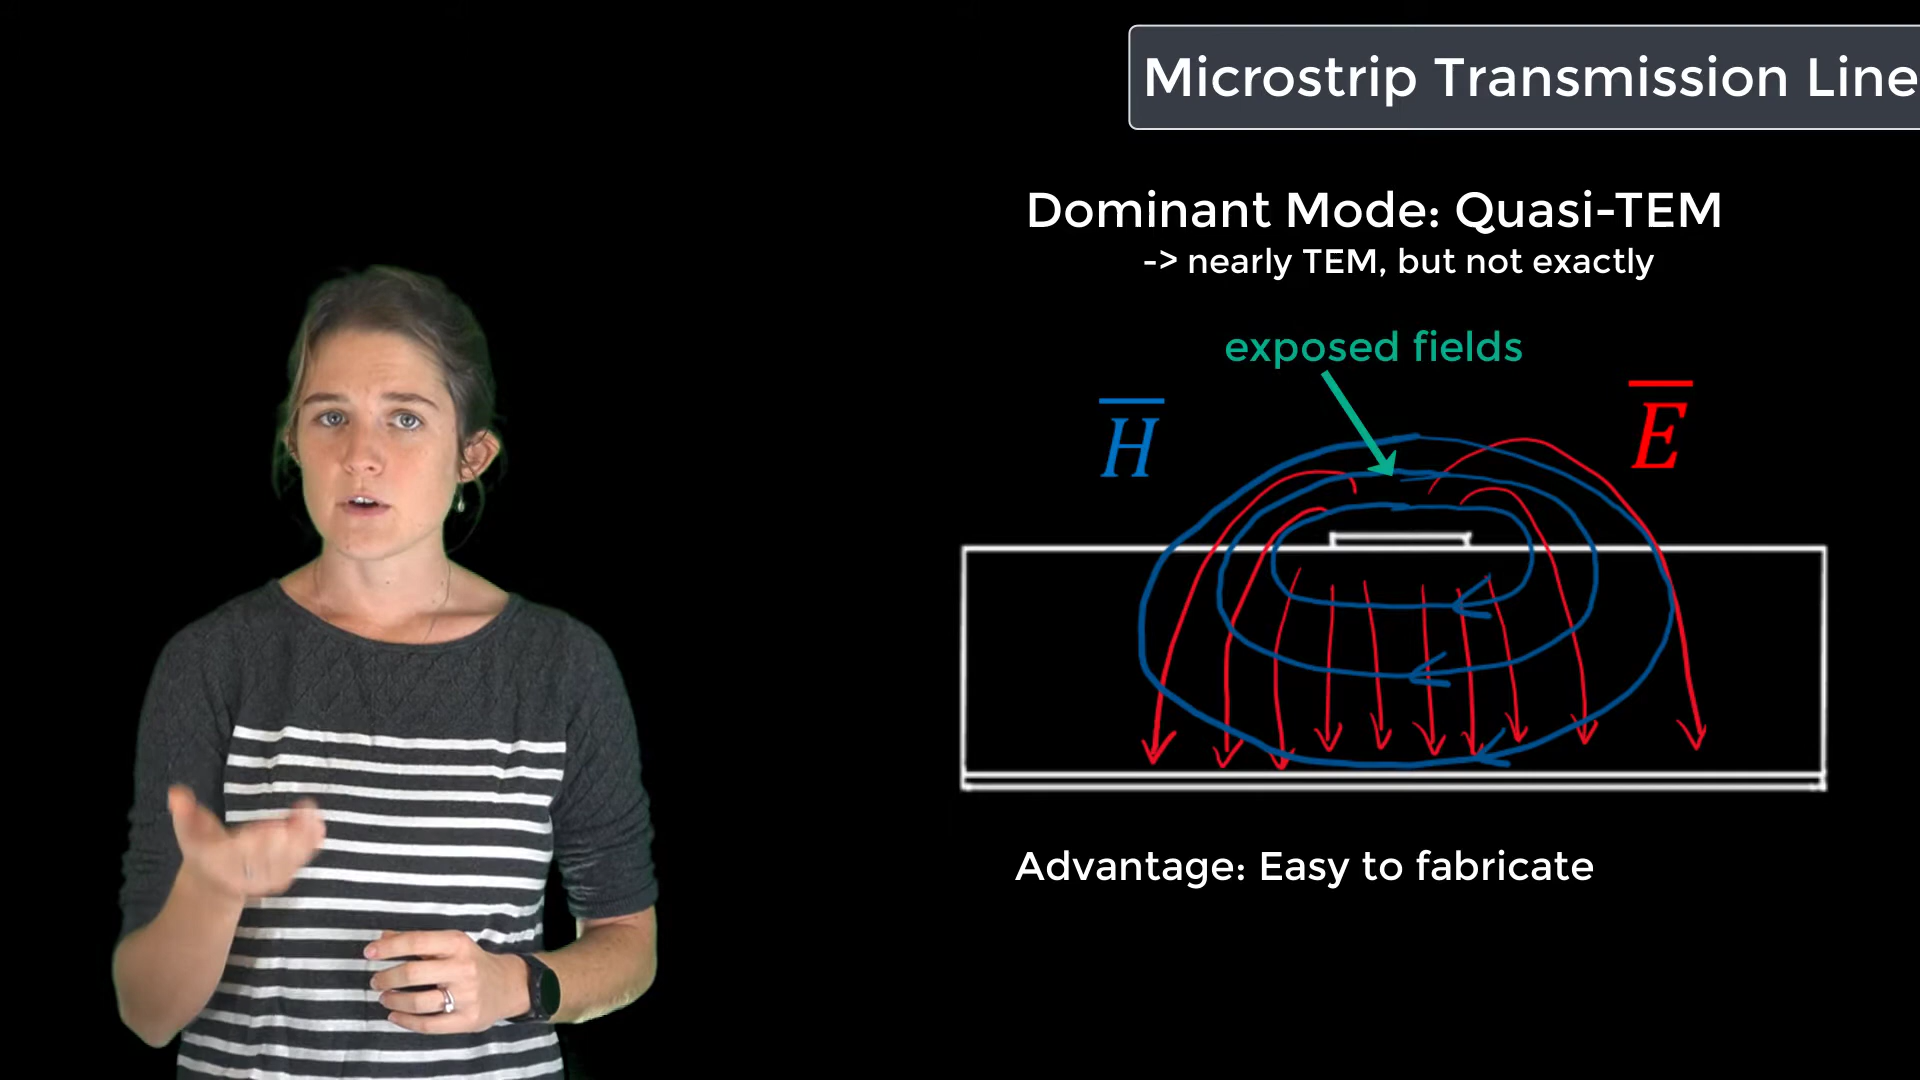 Microstrip Transmission Line
Dominant Mode: Quasi-TEM
-> nearly TEM, but not exactly
exposed fields
H
E
Advantage: Easy to fabricate